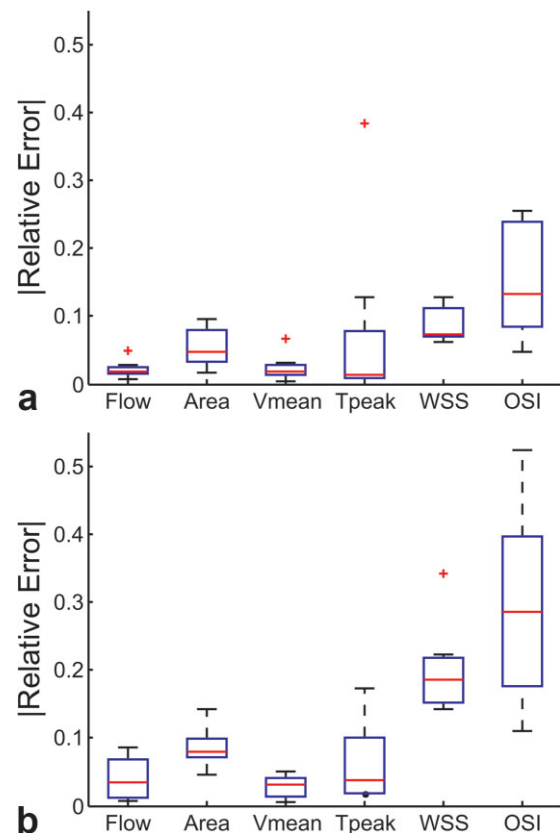 0.5
0.4
0.3
0.2
0.1
0
|Relative Error|
Flow Area Vmean Tpeak WSS OSI
a
0.5
0.4
0.3
0.2
0.1
0
|Relative Error|
Flow Area Vmean Tpeak WSS OSI
b